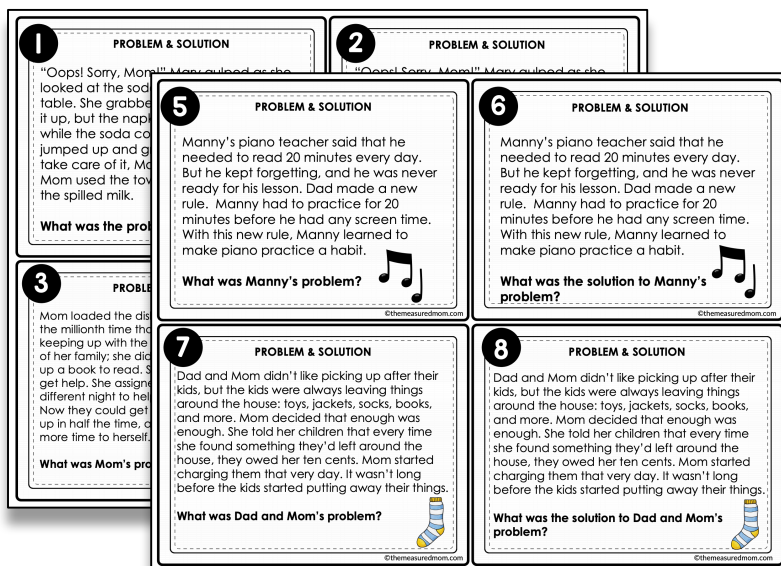 1
PROBLEM & SOLUTION
"Oops! Sorry, Mom!" Mary gulped as she
looked at the
table. She grabbe
it up, but the
while the soda
jumped up and
take care of it,
Mom used the
the spilled milk.
What was the
2
PROBLEM & SOLUTION
"Oops! Sorry, Mom!" Mary gulped as she
3
Mom loaded the
the millionth time
keeping up with the
of her family; she
up a book to read.
get help. She
different night to
Now they could get
up in half the time,
more time to herself.
What was Mom's
5
PROBLEM & SOLUTION
Manny's piano teacher said that he
needed to read 20 minutes every day.
But he kept forgetting, and he was never
ready for his lesson. Dad made a new
rule. Manny had to practice for 20
minutes before he had any screen time.
With this new rule, Manny learned to
make piano practice a habit.
What was Manny's problem?
©themeasuredmom.com
6
PROBLEM & SOLUTION
Manny's piano teacher said that he
needed to read 20 minutes every day.
But he kept forgetting, and he was never
ready for his lesson. Dad made a new
rule. Manny had to practice for 20
minutes before he had any screen time.
With this new rule, Manny learned to
make piano practice a habit.
What was the solution to Manny's
problem?
©themeasuredmom.com
7
PROBLEM & SOLUTION
Dad and Mom didn't like picking up after their
kids, but the kids were always leaving things
around the house: toys, jackets, socks, books,
and more. Mom decided that enough was
enough. She told her children that every time
she found something they'd left around the
house, they owed her ten cents. Mom started
charging them that very day. It wasn't long
before the kids started putting away their things.
What was Dad and Mom's problem?
©themeasuredmom.com
8
PROBLEM & SOLUTION
Dad and Mom didn't like picking up after their
kids, but the kids were always leaving things
around the house: toys, jackets, socks, books,
and more. Mom decided that enough was
enough. She told her children that every time
she found something they'd left around the
house, they owed her ten cents. Mom started
charging them that very day. It wasn't long
before the kids started putting away their things.
What was the solution to Dad and Mom's
problem?
©themeasuredmom.com